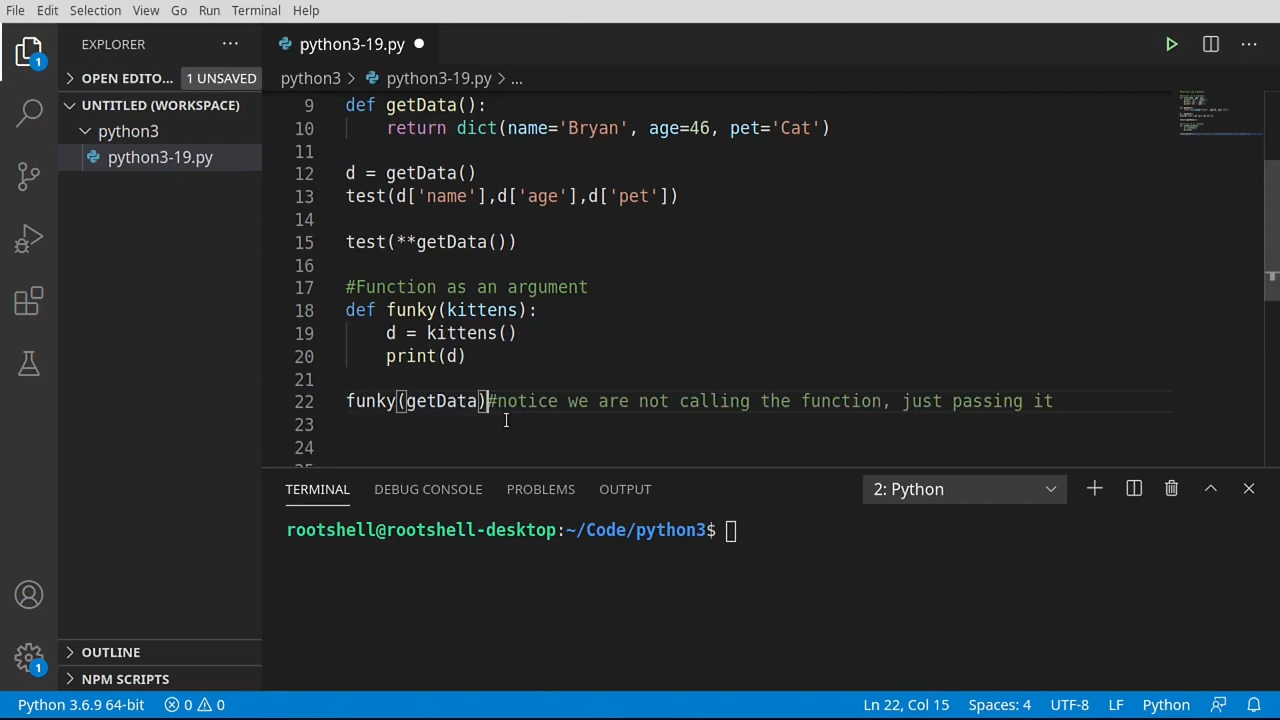 File Edit Selection View Go Run Terminal Help
EXPLORER
python3-19.py
1
OPEN EDITO... 1 UNSAVED
python3 > python3-19.py > ...
UNTITLED (WORKSPACE)
python3
python3-19.py
9 def getData():
10 return dict(name='Bryan', age=46, pet='Cat')
11
12 d = getData()
13 test(d['name'],d['age'],d['pet'])
14
15 test(**getData())
16
17 #Function as an argument
18 def funky(kittens):
19 d = kittens()
20 print(d)
21
22 funky(getData)#notice we are not calling the function, just passing it
23
24
TERMINAL DEBUG CONSOLE PROBLEMS OUTPUT 2: Python
rootshell@rootshell-desktop:~/Code/python3$
OUTLINE
1
NPM SCRIPTS
Python 3.6.9 64-bit 0 0 Ln 22, Col 15 Spaces: 4 UTF-8 LF Python